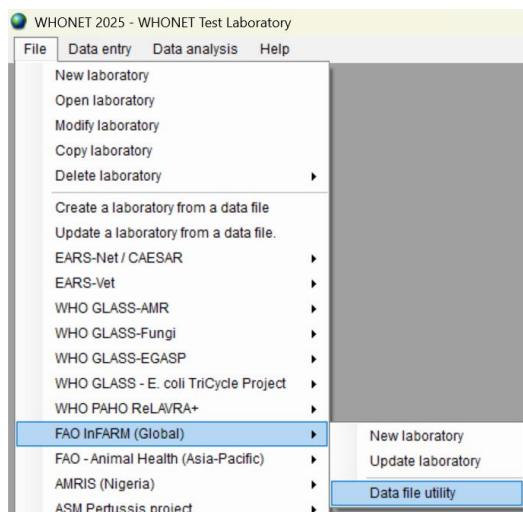 WHONET 2025 - WHONET Test Laboratory
File Data entry Data analysis Help
New laboratory
Open laboratory
Modify laboratory
Copy laboratory
Delete laboratory
Create a laboratory from a data file
Update a laboratory from a data file.
EARS-Net / CAESAR
EARS-Vet
WHO GLASS-AMR
WHO GLASS-Fungi
WHO GLASS-EGASP
WHO GLASS - E. coli TriCycle Project
WHO PAHO ReLAVRA+
FAO InFARM (Global)
New laboratory
FAO - Animal Health (Asia-Pacific)
Update laboratory
AMRIS (Nigeria)
Data file utility
ASM Pertussis project